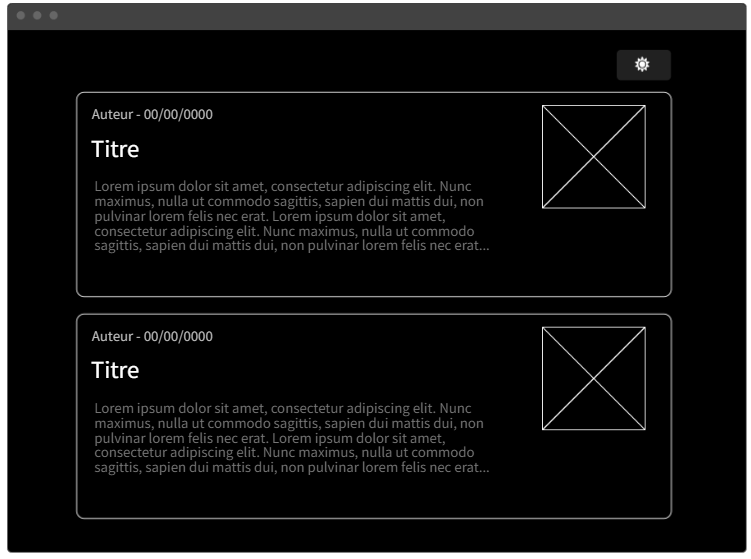 Auteur - 00/00/0000
Titre
Lorem ipsum dolor sit amet, consectetur adipiscing elit. Nunc
maximus, nulla ut commodo sagittis, sapien dui mattis dui, non
pulvinar lorem felis nec erat. Lorem ipsum dolor sit amet,
consectetur adipiscing elit. Nunc maximus, nulla ut commodo
sagittis, sapien dui mattis dui, non pulvinar lorem felis nec erat...
Auteur - 00/00/0000
Titre
Lorem ipsum dolor sit amet, consectetur adipiscing elit. Nunc
maximus, nulla ut commodo sagittis, sapien dui mattis dui, non
pulvinar lorem felis nec erat. Lorem ipsum dolor sit amet,
consectetur adipiscing elit. Nunc maximus, nulla ut commodo
sagittis, sapien dui mattis dui, non pulvinar lorem felis nec erat...